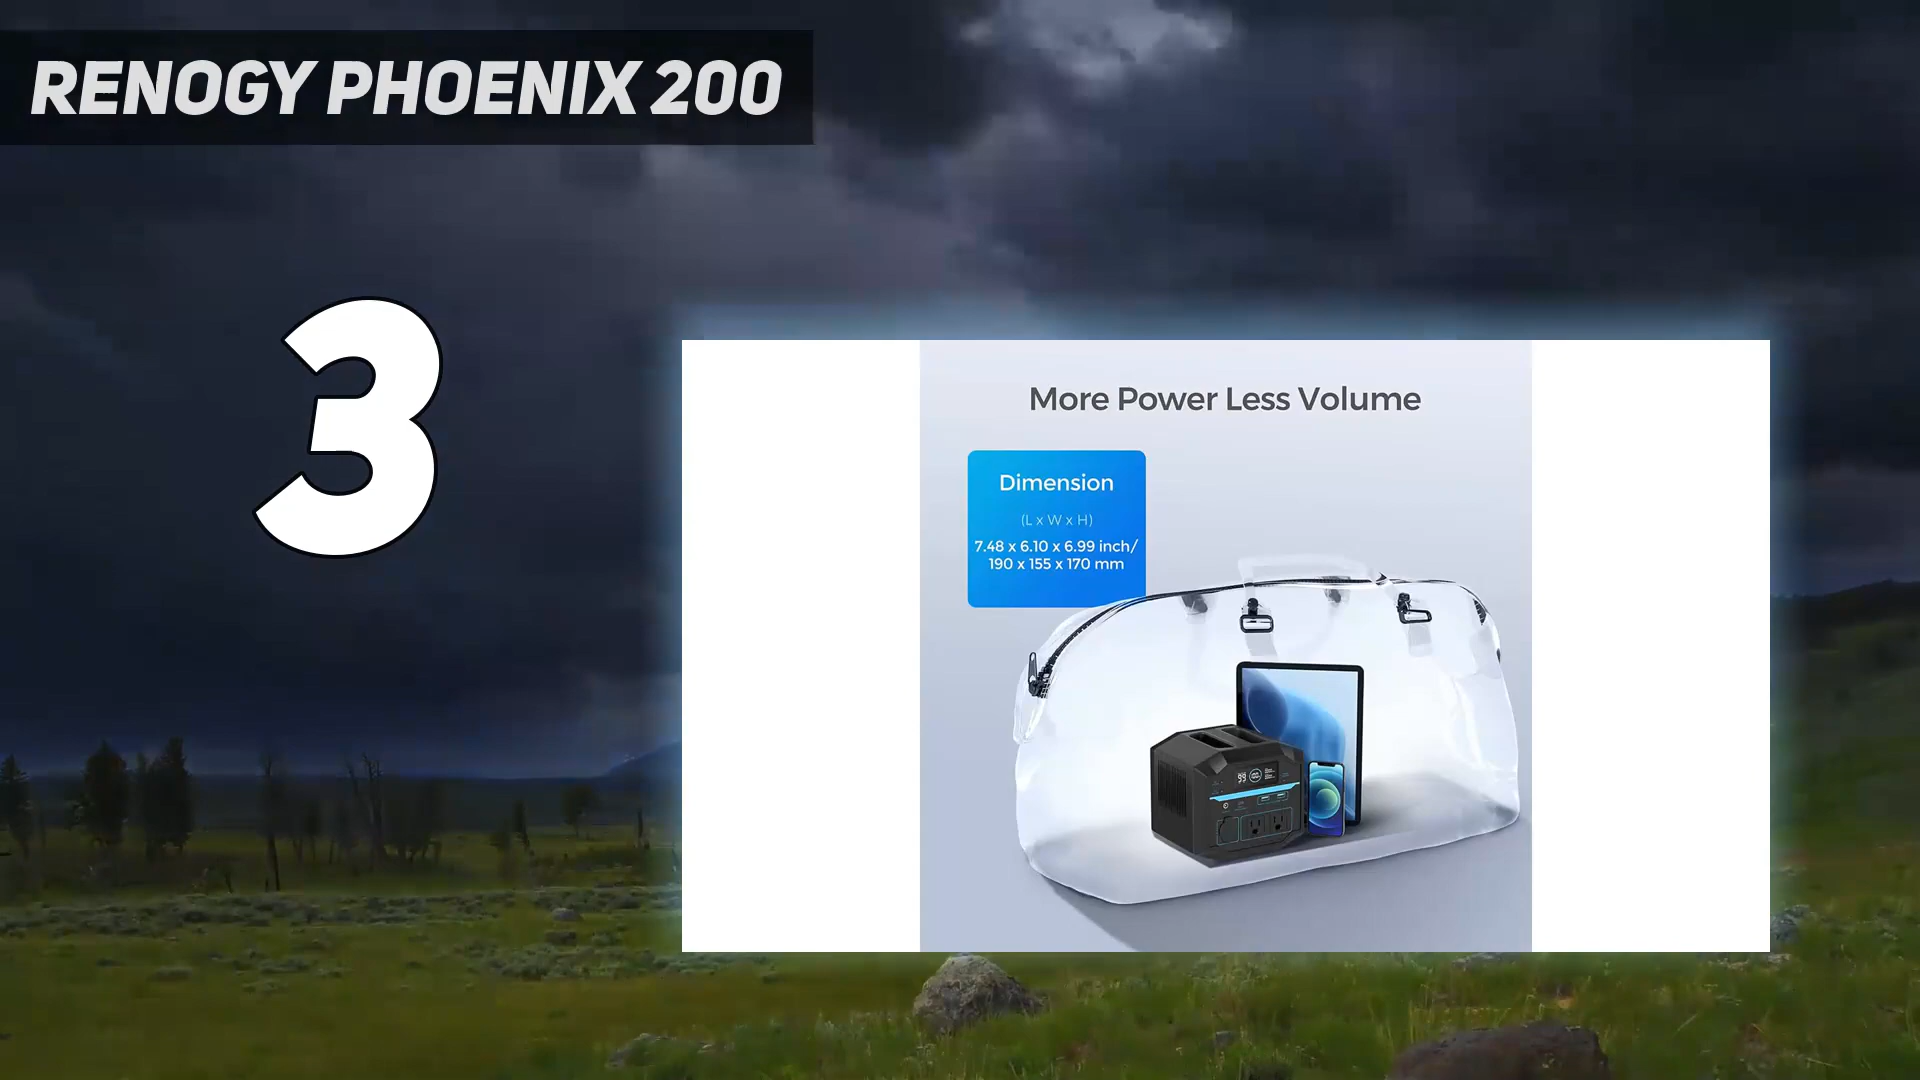 RENOGY PHOENIX 200
3
More Power Less Volume
Dimension
(L x W x H)
7.48 x 6.10 x 6.99 inch/
190 x 155 x 170 mm
99